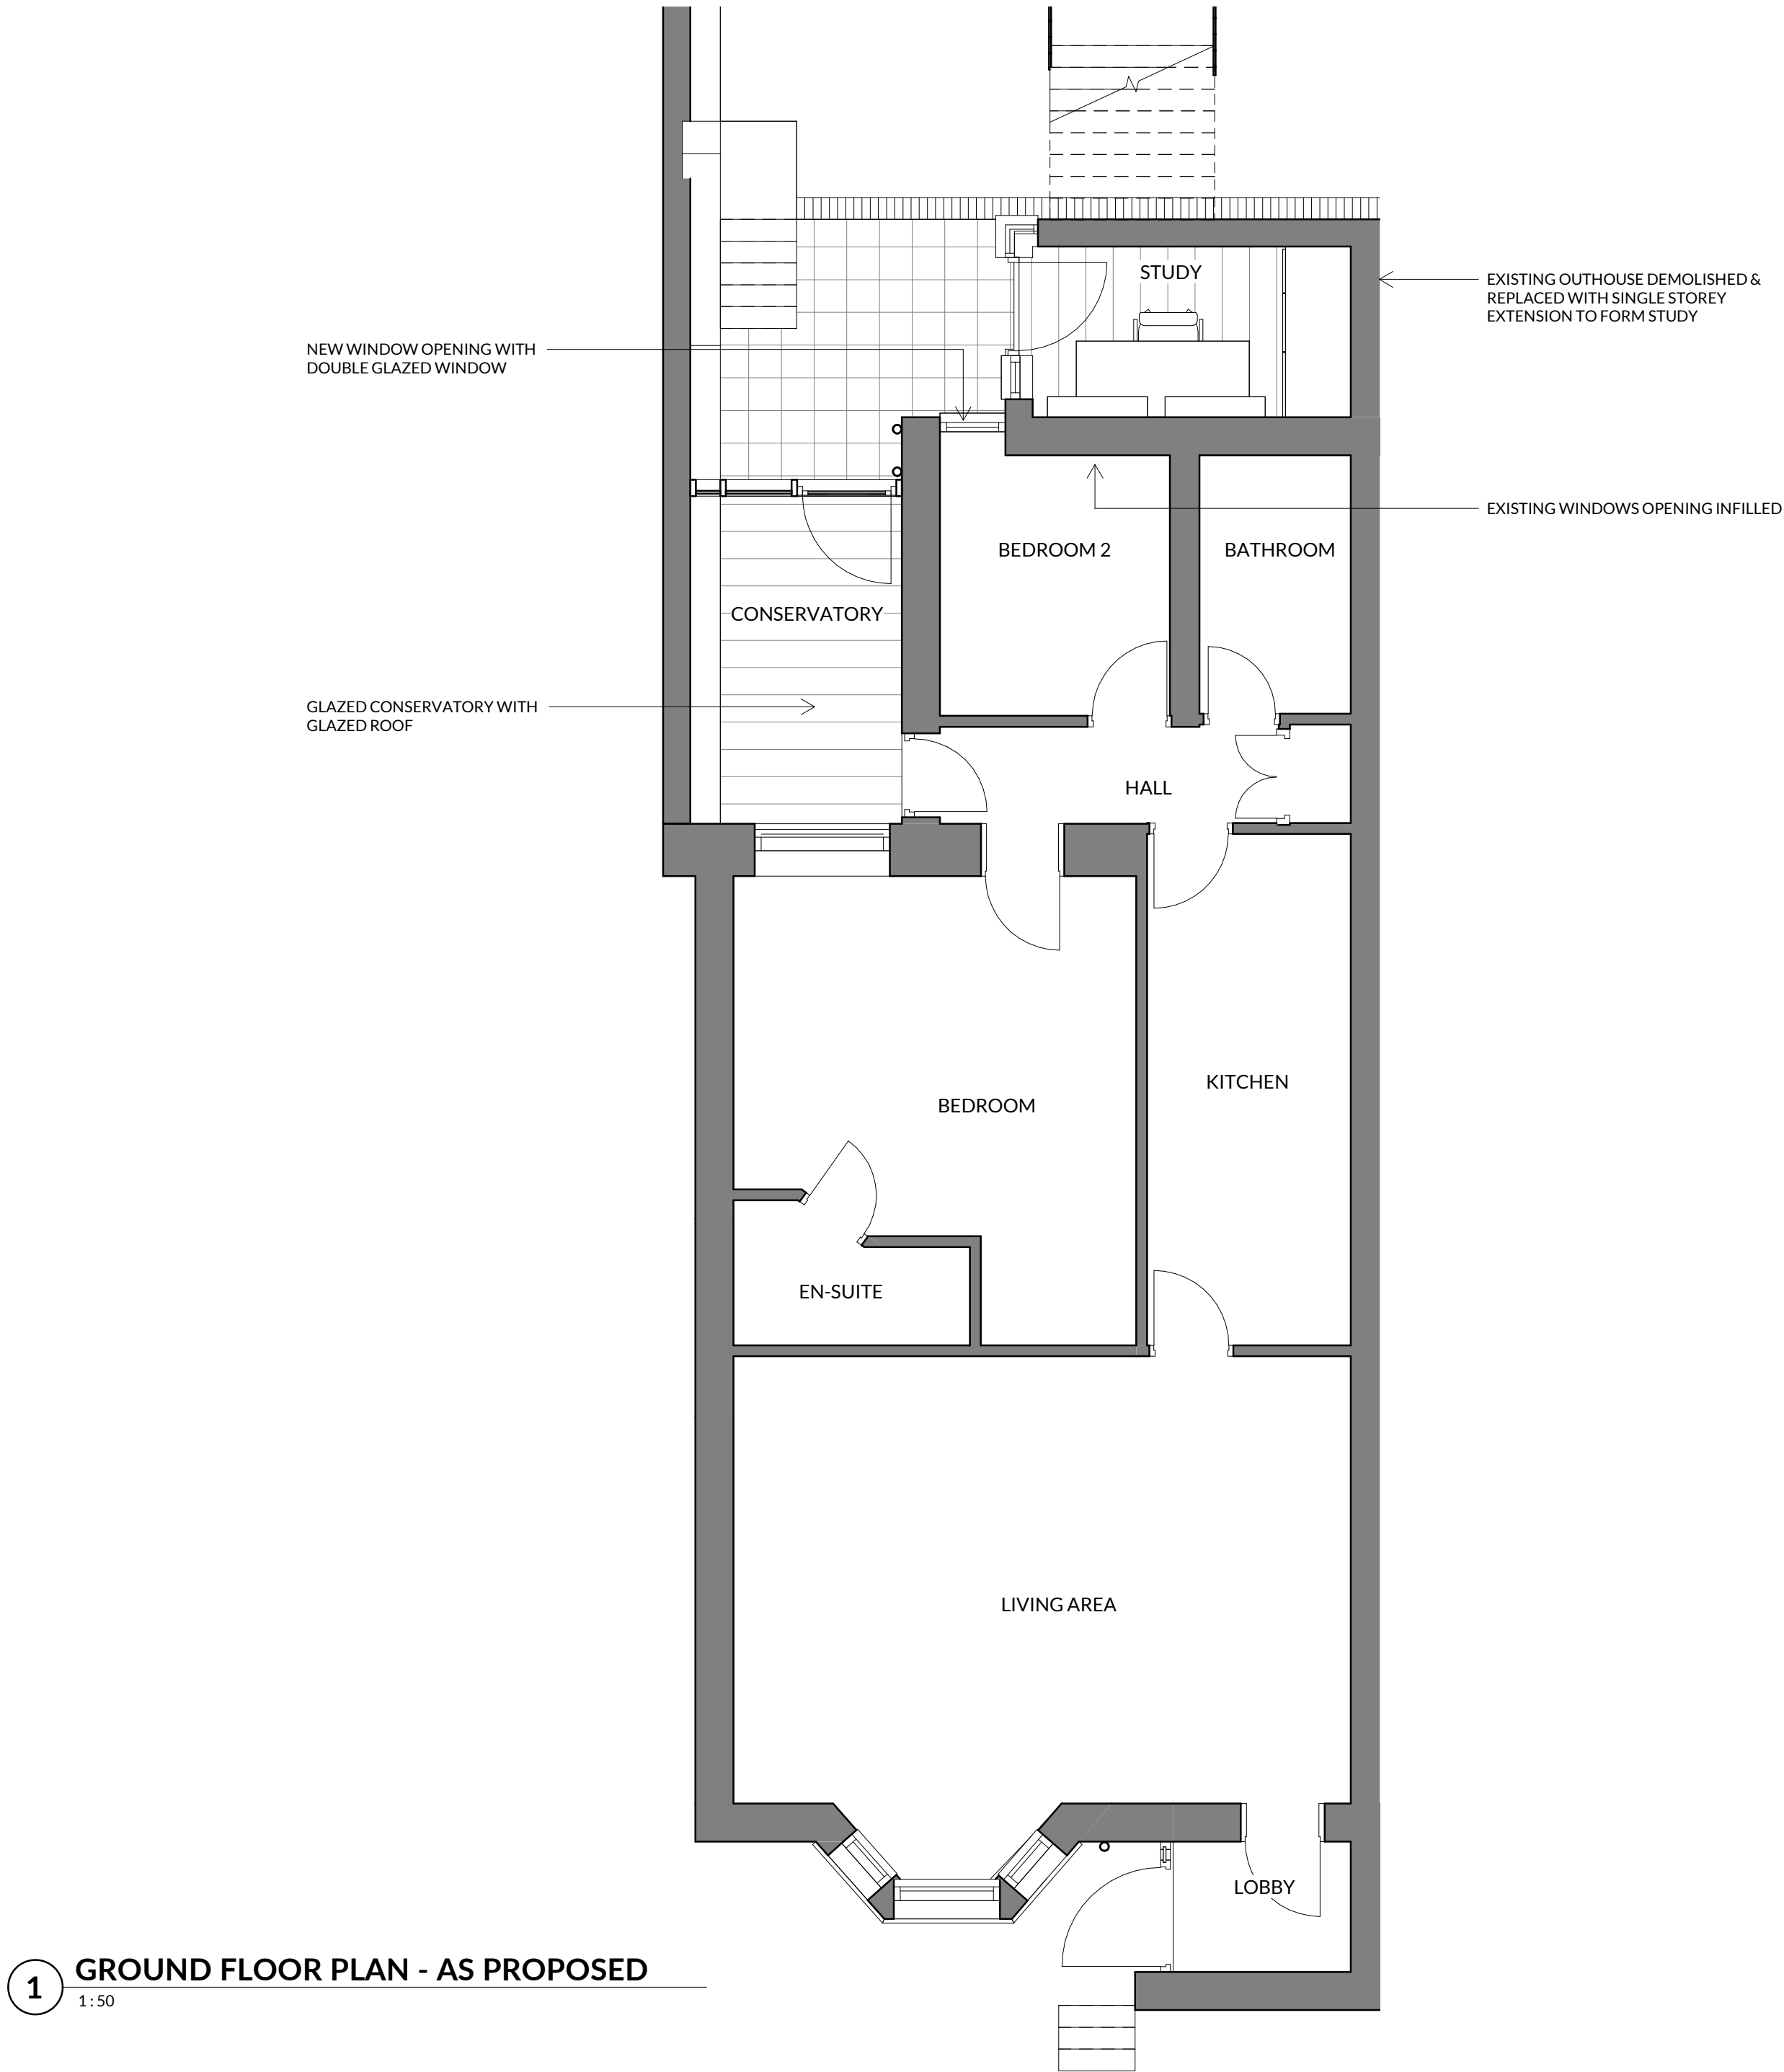 STUDY
EXISTING OUTHOUSE DEMOLISHED &
REPLACED WITH SINGLE STOREY
EXTENSION TO FORM STUDY
NEW WINDOW OPENING WITH
DOUBLE GLAZED WINDOW
EXISTING WINDOWS OPENING INFILLED
BEDROOM 2
BATHROOM
CONSERVATORY
GLAZED CONSERVATORY WITH
GLAZED ROOF
HALL
KITCHEN
BEDROOM
EN-SUITE
LIVING AREA
LOBBY
1
GROUND FLOOR PLAN - AS PROPOSED
1 : 50